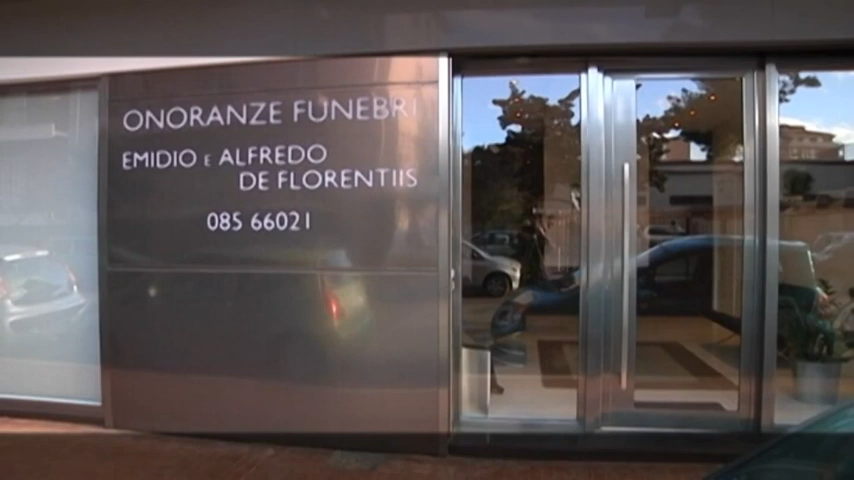 ONORANZE FUNEBRI
EMIDIO E ALFREDO
DE FLORENTIIS
085 66021